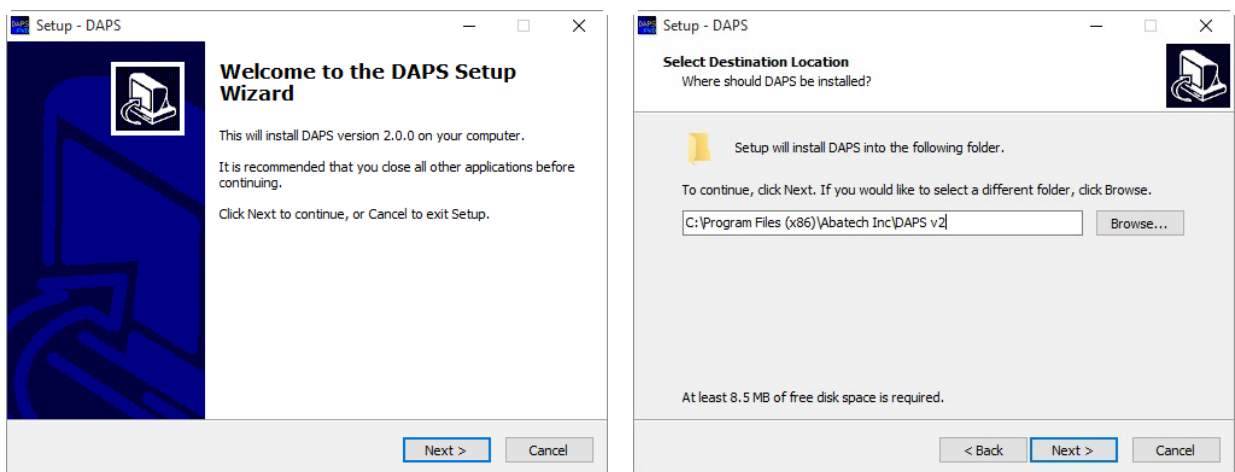 Setup - DAPS
Welcome to the DAPS Setup
Wizard
This will install DAPS version 2.0.0 on your computer.
It is recommended that you close all other applications before
continuing.
Click Next to continue, or Cancel to exit Setup.
Next >
Cancel
Setup - DAPS
Select Destination Location
Where should DAPS be installed?
Setup will install DAPS into the following folder.
To continue, click Next. If you would like to select a different folder, click Browse.
C:\Program Files (x86)\Abatech Inc\DAPS v2
Browse...
At least 8.5 MB of free disk space is required.
< Back
Next >
Cancel